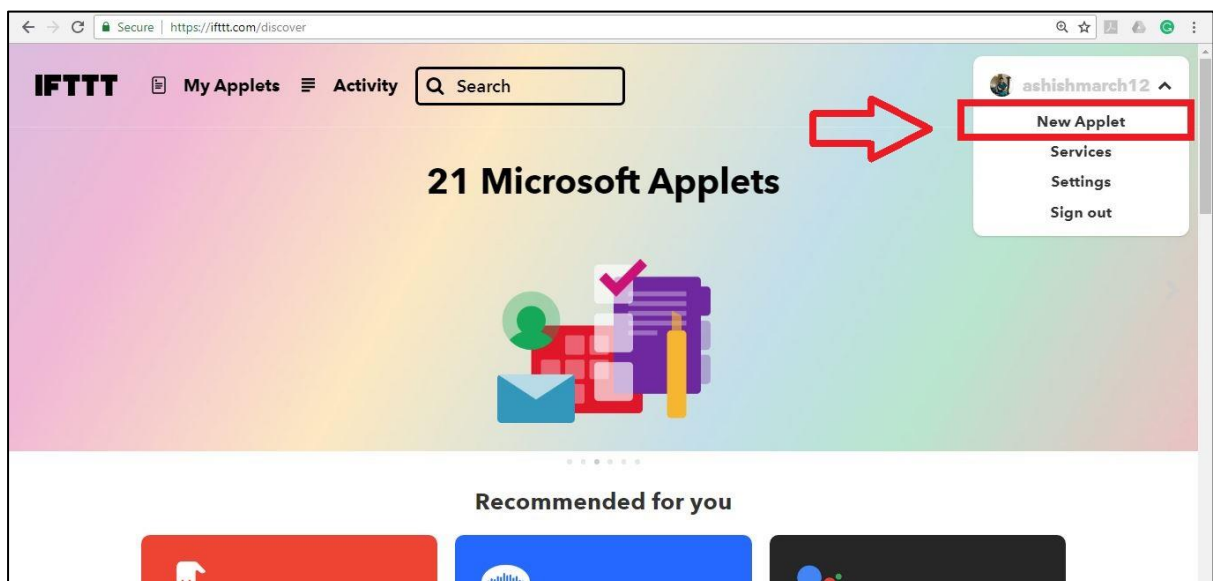 Secure | https://ifttt.com/discover
IFTTT My Applets Activity Search ashishmarch12
New Applet
Services
Settings
Sign out
21 Microsoft Applets
Recommended for you